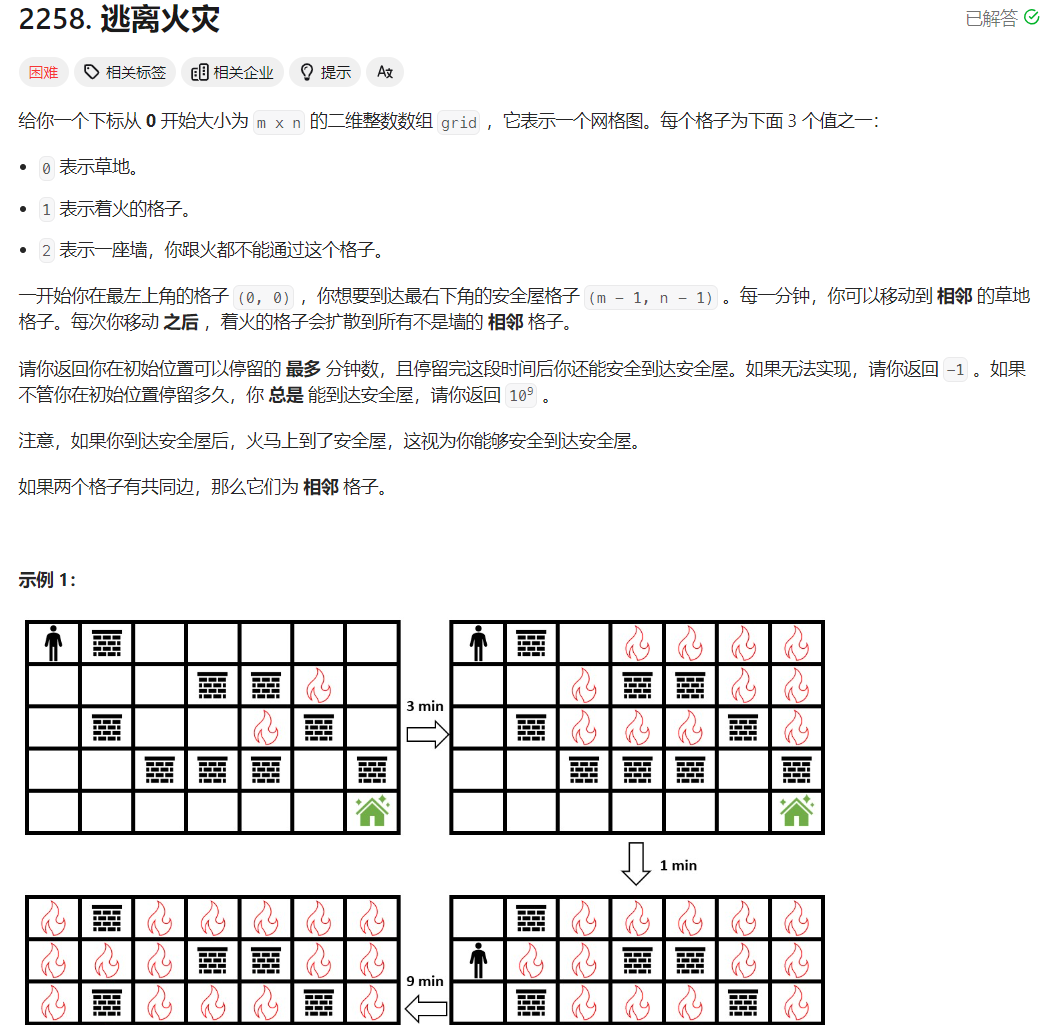 2258. 逃离火灾
已解答
困难 相关标签 相关企业 提示
给你一个下标从 0 开始大小为 m x n 的二维整数数组 grid ，它表示一个网格图。每个格子为下面 3 个值之一：
0 表示草地。
1 表示着火的格子。
2 表示一座墙，你跟火都不能通过这个格子。
一开始你在最左上角的格子 (0, 0) ，你想要到达最右下角的安全屋格子 (m - 1, n - 1) 。每一分钟，你可以移动到 相邻 的草地
格子。每次你移动 之后 ，着火的格子会扩散到所有不是墙的 相邻 格子。
请你返回你在初始位置可以停留的 最多 分钟数，且停留完这段时间后你还能安全到达安全屋。如果无法实现，请你返回 -1 。如果
不管你在初始位置停留多久，你 总是 能到达安全屋，请你返回 10⁹ 。
注意，如果你到达安全屋后，火马上到了安全屋，这视为你能够安全到达安全屋。
如果两个格子有共同边，那么它们为 相邻 格子。
示例 1：
3 min
1 min
9 min